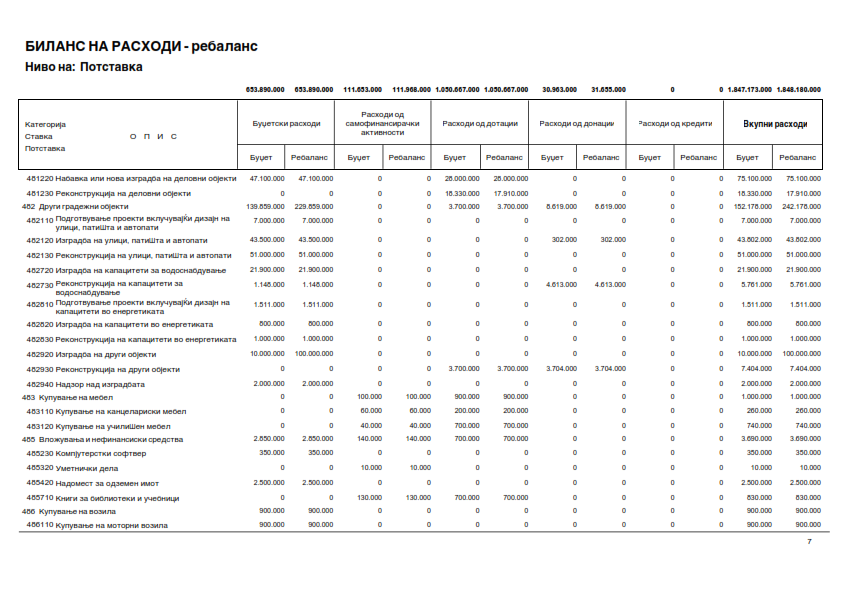 БИЛАНС НА РАСХОДИ - ребаланс
Ниво на: Потставка
653.890.000 653.890.000 111.653.000 111.968.000 1.050.667.000 1.050.667.000 30.963.000 31.655.000 0 0 1.847.173.000 1.848.180.000
Категорија
Ставка О П И С
Потставка
Буџетски расходи
Расходи од самофинансирачки активности
Расходи од дотации
Расходи од донации
Расходи од кредити
Вкупни расходи
Буџет Ребаланс Буџет Ребаланс Буџет Ребаланс Буџет Ребаланс Буџет Ребаланс Буџет Ребаланс
481220 Набавка или нова изградба на деловни објекти 47.100.000 47.100.000 0 0 28.000.000 28.000.000 0 0 0 0 75.100.000 75.100.000
481230 Реконструкција на деловни објекти 0 0 0 0 18.330.000 17.910.000 0 0 0 0 18.330.000 17.910.000
482 Други градежни објекти 139.859.000 229.859.000 0 0 3.700.000 3.700.000 8.619.000 8.619.000 0 0 152.178.000 242.178.000
482110 Подготвување проекти вклучувајќи дизајн на улици, патиШта и автопати 7.000.000 7.000.000 0 0 0 0 0 0 0 0 7.000.000 7.000.000
482120 Изградба на улици, патиШта и автопати 43.500.000 43.500.000 0 0 0 0 302.000 302.000 0 0 43.802.000 43.802.000
482130 Реконструкција на улици, патиШта и автопати 51.000.000 51.000.000 0 0 0 0 0 0 0 0 51.000.000 51.000.000
482720 Изградба на капацитети за водоснабдување 21.900.000 21.900.000 0 0 0 0 0 0 0 0 21.900.000 21.900.000
482730 Реконструкција на капацитети за водоснабдување 1.148.000 1.148.000 0 0 0 0 4.613.000 4.613.000 0 0 5.761.000 5.761.000
482810 Подготвување проекти вклучувајќи дизајн на капацитети во енергетиката 1.511.000 1.511.000 0 0 0 0 0 0 0 0 1.511.000 1.511.000
482820 Изградба на капацитети во енергетиката 800.000 800.000 0 0 0 0 0 0 0 0 800.000 800.000
482830 Реконструкција на капацитети во енергетиката 1.000.000 1.000.000 0 0 0 0 0 0 0 0 1.000.000 1.000.000
482920 Изградба на други објекти 10.000.000 100.000.000 0 0 0 0 0 0 0 0 10.000.000 100.000.000
482930 Реконструкција на други објекти 0 0 0 0 3.700.000 3.700.000 3.704.000 3.704.000 0 0 7.404.000 7.404.000
482940 Надзор над изградбата 2.000.000 2.000.000 0 0 0 0 0 0 0 0 2.000.000 2.000.000
483 Купување на мебел 0 0 100.000 100.000 900.000 900.000 0 0 0 0 1.000.000 1.000.000
483110 Купување на канцелариски мебел 0 0 60.000 60.000 200.000 200.000 0 0 0 0 260.000 260.000
483120 Купување на училиШен мебел 0 0 40.000 40.000 700.000 700.000 0 0 0 0 740.000 740.000
485 Вложувања и нефинансиски средства 2.850.000 2.850.000 140.000 140.000 700.000 700.000 0 0 0 0 3.690.000 3.690.000
485230 Компјутерстки софтвер 350.000 350.000 0 0 0 0 0 0 0 0 350.000 350.000
485320 Уметнички дела 0 0 10.000 10.000 0 0 0 0 0 0 10.000 10.000
485420 Надомест за одземен имот 2.500.000 2.500.000 0 0 0 0 0 0 0 0 2.500.000 2.500.000
485710 Книги за библиотеки и учебници 0 0 130.000 130.000 700.000 700.000 0 0 0 0 830.000 830.000
486 Купување на возила 900.000 900.000 0 0 0 0 0 0 0 0 900.000 900.000
486110 Купување на моторни возила 900.000 900.000 0 0 0 0 0 0 0 0 900.000 900.000
7